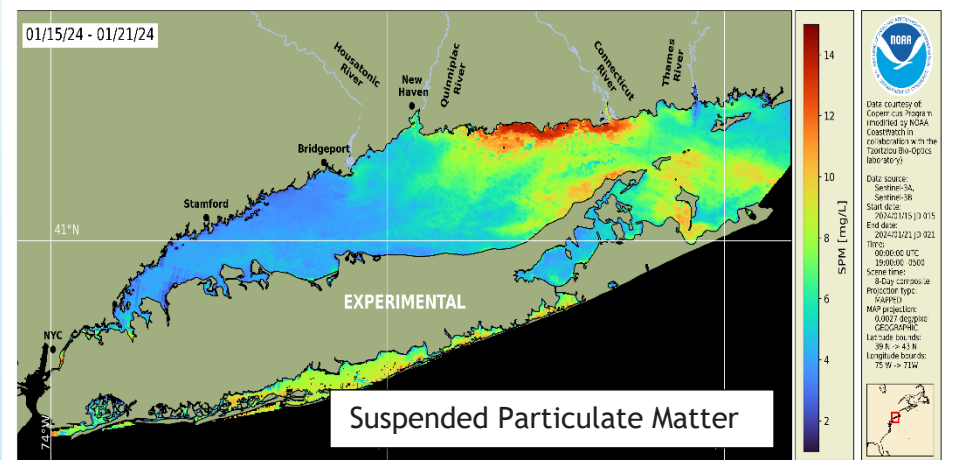 01/15/24 - 01/21/24
Housatonic
River
New
Haven
Quinnipiac
River
Connecticut
River
Thames
River
Bridgeport
Stamford
41°N
EXPERIMENTAL
NYC
74°W
Suspended Particulate Matter
14
12
10
8
6
4
2
SPM [mg/L]
NOAA
Data courtesy of:
Copernicus Program
(modified by NOAA
CoastWatch in
collaboration with the
Tzortziou Bio-Optics
laboratory)
Data source:
Sentinel-3A,
Sentinel-3B
Start date:
2024/01/15 JD 015
End date:
2024/01/21 JD 021
Time:
00:00:00 UTC
19:00:00 -0500
Scene time:
8-Day composite
Projection type:
MAPPED
MAP projection:
0.0027 deg/pixel
GEOGRAPHIC
Latitude bounds:
39 N -> 43 N
Longitude bounds:
75 W -> 71W